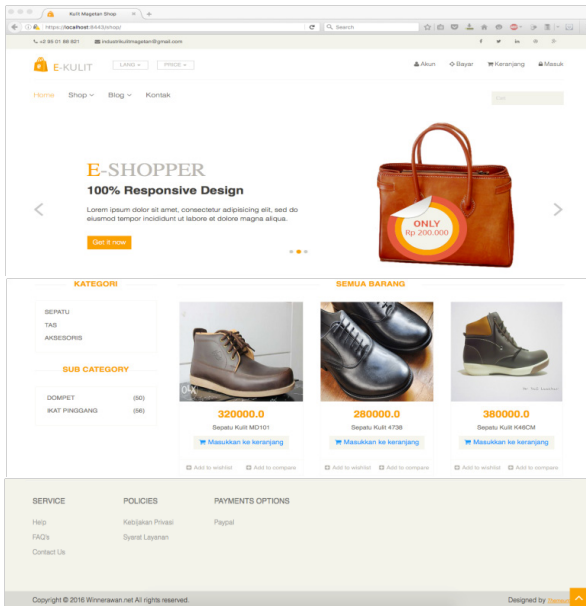 Kulit Magetan Shop
https://localhost:8443/shop/
Search
+2 95 01 88 821 industrikulitmagetan@gmail.com
E-KULIT LANG PRICE Akun Bayar Keranjang Masuk
Home Shop Blog Kontak
E-SHOPPER
100% Responsive Design
Lorem ipsum dolor sit amet, consectetur adipisicing elit, sed do
eiusmod tempor incididunt ut labore et dolore magna aliqua.
Get it now
ONLY
Rp 200.000
KATEGORI
SEPATU
TAS
AKSESORIS
SUB CATEGORY
DOMPET (50)
IKAT PINGGANG (56)
SEMUA BARANG
320000.0 280000.0 380000.0
Sepatu Kulit MD101 Sepatu Kulit 4736 Sepatu Kulit K46CM
Masukkan ke keranjang Masukkan ke keranjang Masukkan ke keranjang
Add to wishlist Add to compare Add to wishlist Add to compare Add to wishlist Add to compare
SERVICE POLICIES PAYMENTS OPTIONS
Help Kebijakan Privasi Paypal
FAQ's Syarat Layanan
Contact Us
Copyright © 2016 Winnerawan.net All rights reserved. Designed by